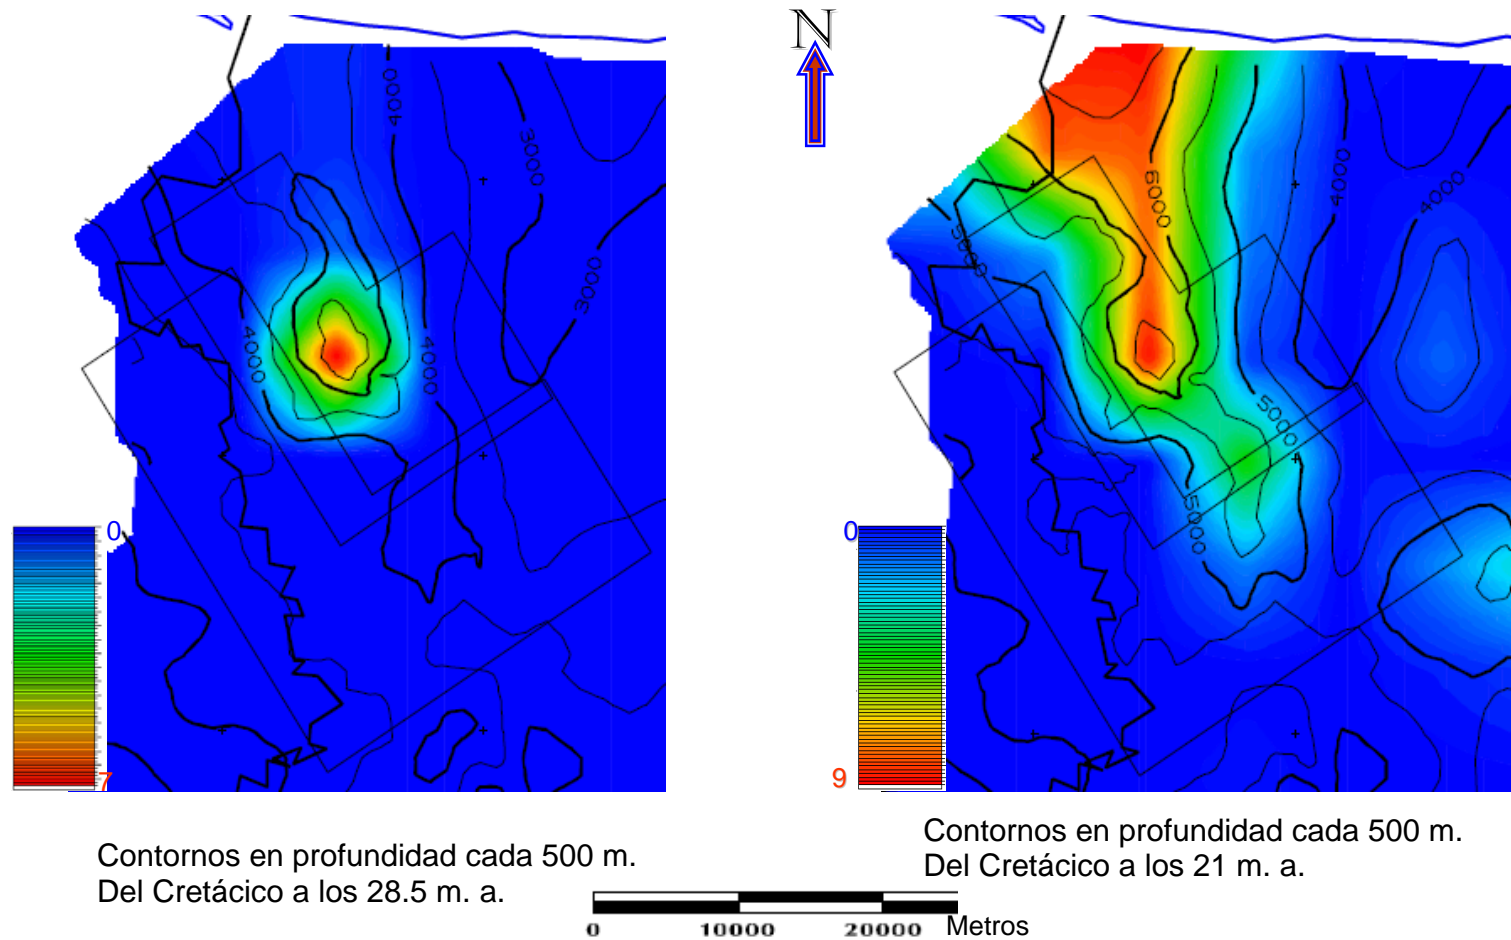 N
4000
3000
3000
4000
4000
0
7
6000
4000
4000
5000
5000
5000
0
9
Contornos en profundidad cada 500 m.
Del Cretácico a los 28.5 m. a.
Contornos en profundidad cada 500 m.
Del Cretácico a los 21 m. a.
0 10000 20000 Metros